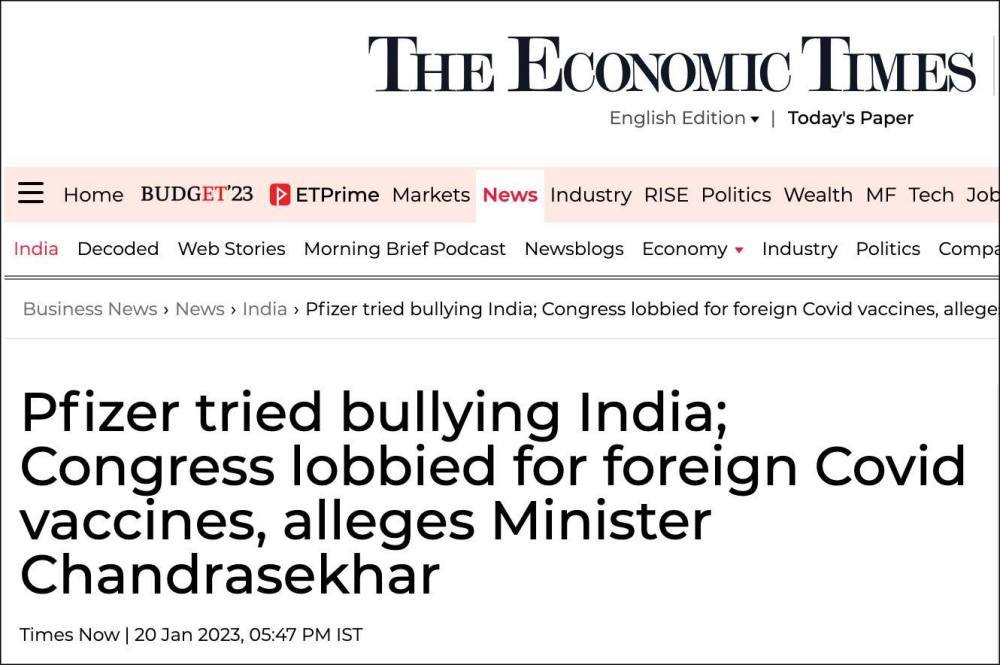 THE ECONOMIC TIMES
English Edition ▾ | Today's Paper
Home BUDGET'23 ETPrime Markets News Industry RISE Politics Wealth MF Tech Job
India Decoded Web Stories Morning Brief Podcast Newsblogs Economy ▾ Industry Politics Compa
Business News › News › India › Pfizer tried bullying India; Congress lobbied for foreign Covid vaccines, allege
Pfizer tried bullying India;
Congress lobbied for foreign Covid
vaccines, alleges Minister
Chandrasekhar
Times Now | 20 Jan 2023, 05:47 PM IST